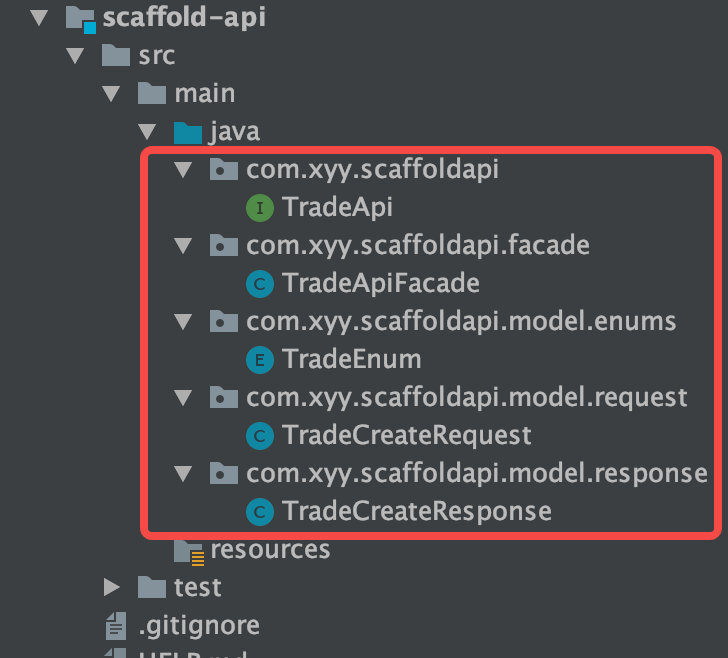 scaffold-api
src
main
java
com.xyy.scaffoldapi
I TradeApi
com.xyy.scaffoldapi.facade
C TradeApiFacade
com.xyy.scaffoldapi.model.enums
E TradeEnum
com.xyy.scaffoldapi.model.request
C TradeCreateRequest
com.xyy.scaffoldapi.model.response
C TradeCreateResponse
resources
test
.gitignore